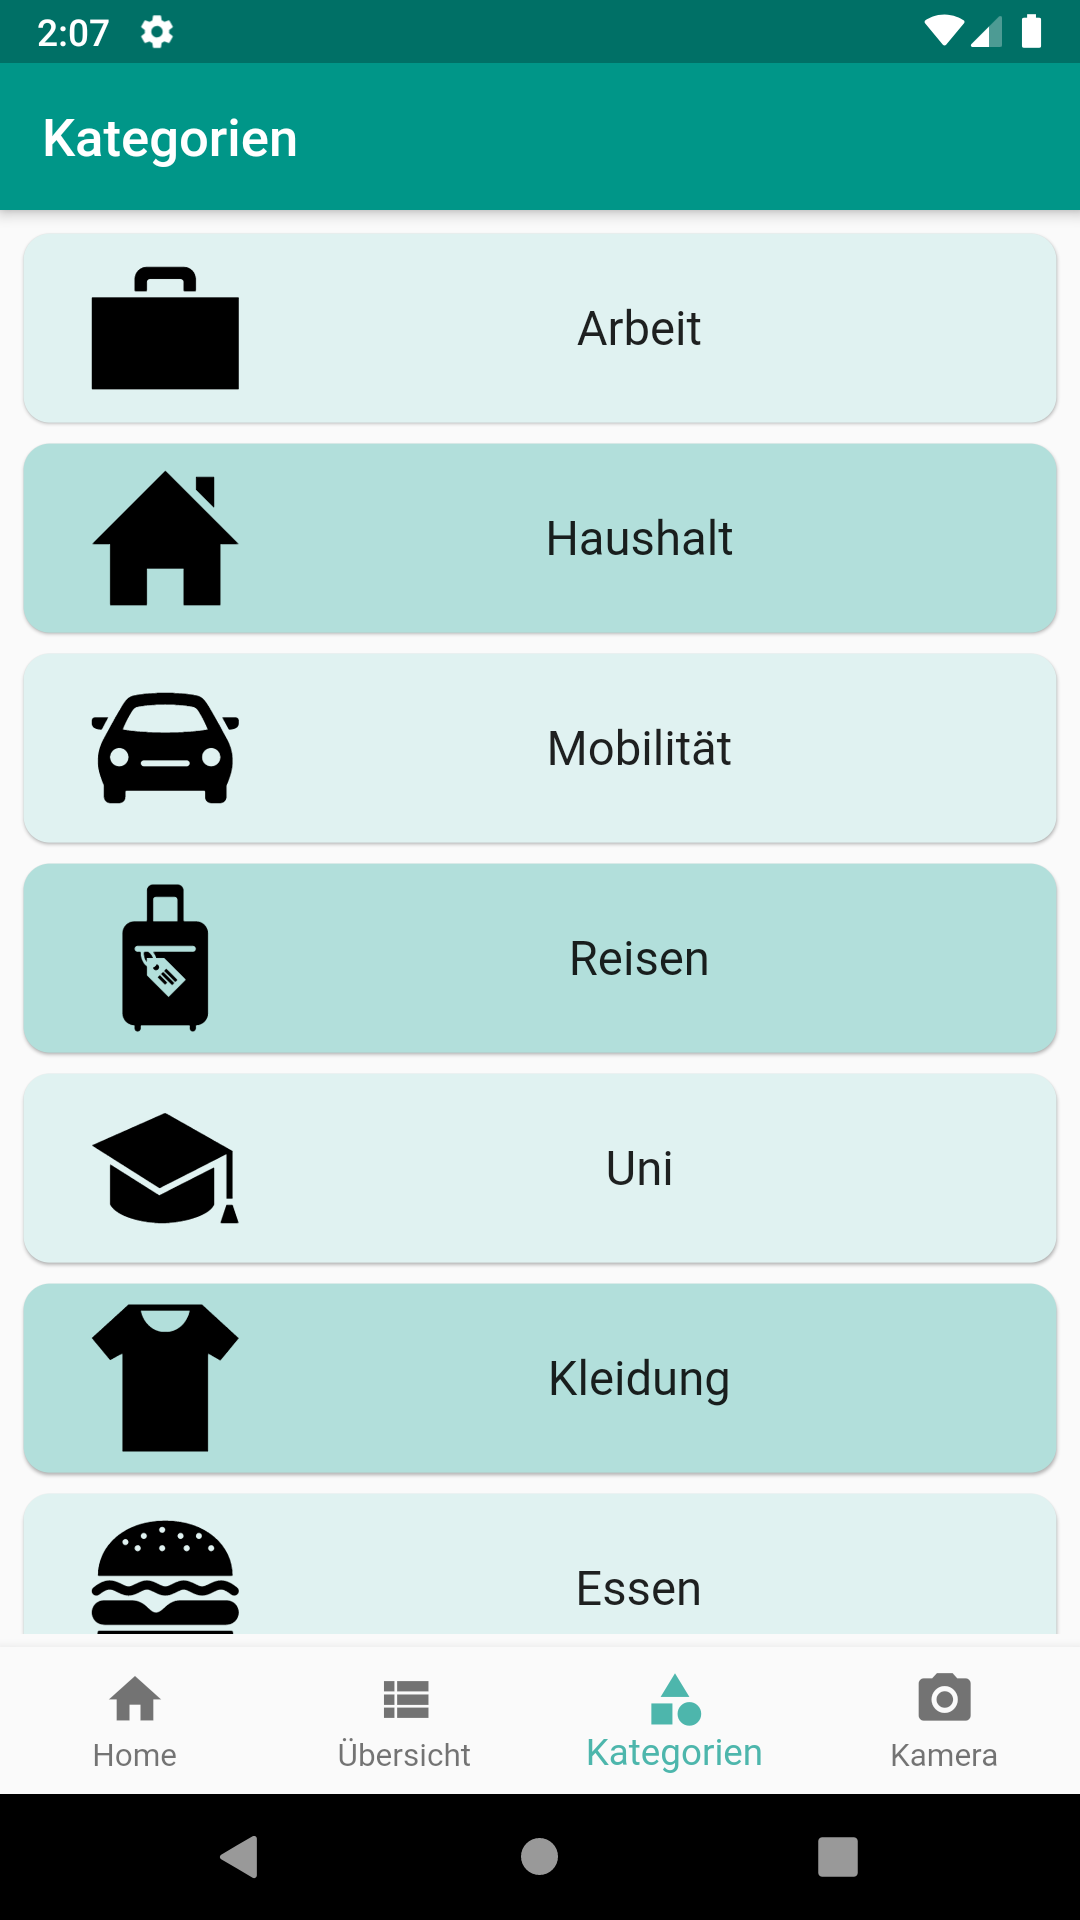 2:07
Kategorien
Arbeit
Haushalt
Mobilität
Reisen
Uni
Kleidung
Essen
Home
Übersicht
Kategorien
Kamera